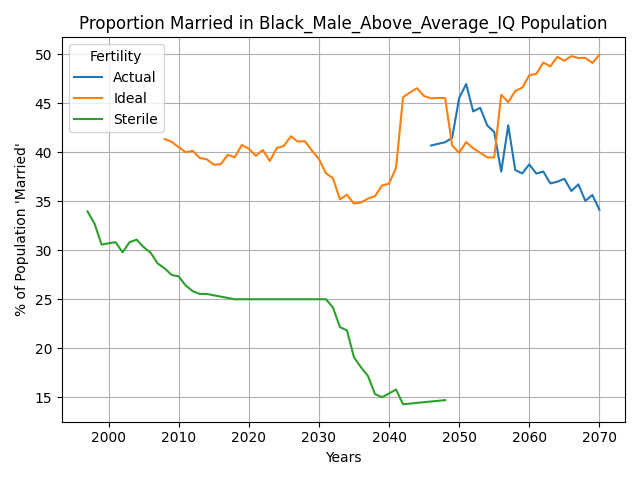 Proportion Married in Black_Male_Above_Average_IQ Population
Fertility
Actual
Ideal
Sterile
% of Population 'Married'
50
45
40
35
30
25
20
15
2000 2010 2020 2030 2040 2050 2060 2070
Years